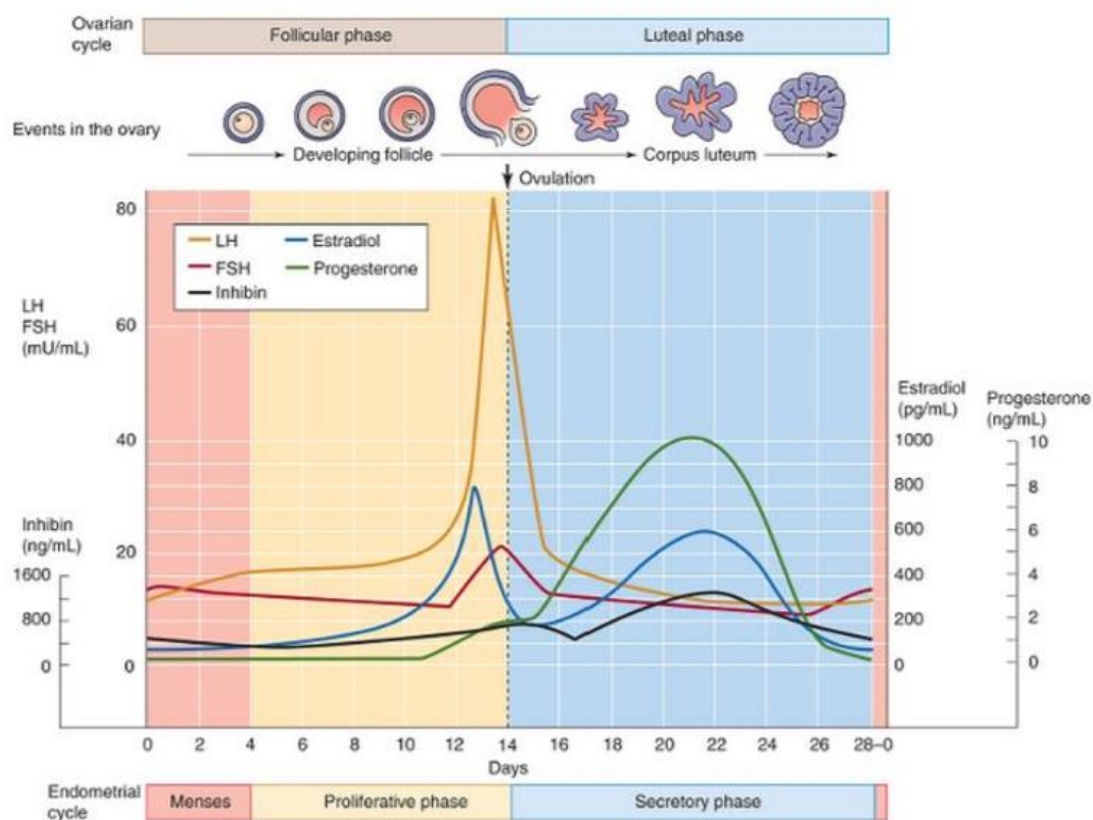 Ovarian
cycle
Follicular phase
Luteal phase
Events in the ovary
Developing follicle
Corpus luteum
Ovulation
80
60
40
20
0
LH
FSH
Inhibin
Estradiol
Progesterone
LH
FSH
(mU/mL)
Inhibin
(ng/mL)
1600
800
0
Estradiol
(pg/mL)
1000
800
600
400
200
0
Progesterone
(ng/mL)
10
8
6
4
2
0
0 2 4 6 8 10 12 14 16 18 20 22 24 26 28–0
Days
Endometrial
cycle
Menses
Proliferative phase
Secretory phase